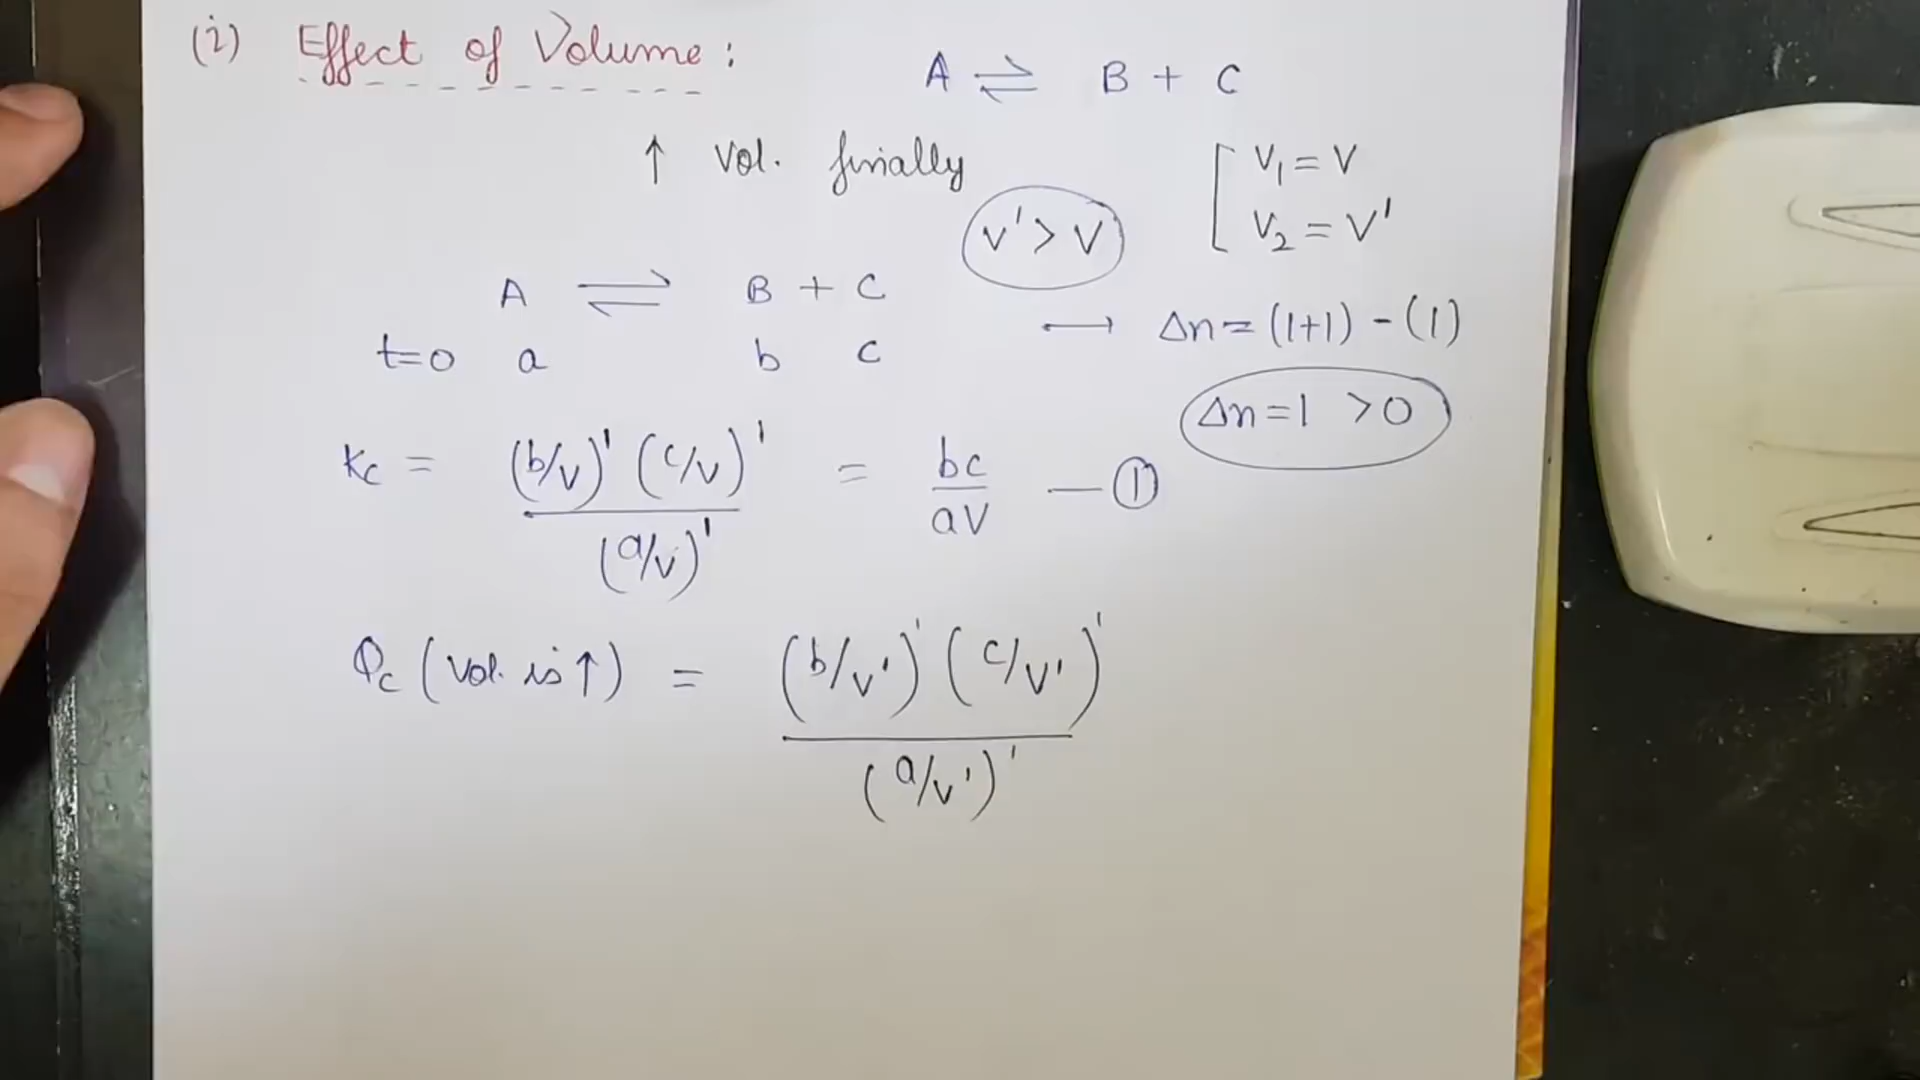 (i) Effect of Volume :
A ⇌ B + C
↑ Vol. finally
V₁ = V
V₂ = V'
V' > V
A ⇌ B + C
t=0 a b c
⟶ Δn = (1+1) - (1)
Δn = 1 > 0
Kc = (b/V)¹ (c/V)¹ / (a/V)¹ = bc / aV — ①
Qc (Vol. is ↑) = (b/V')¹ (c/V')¹ / (a/V')¹